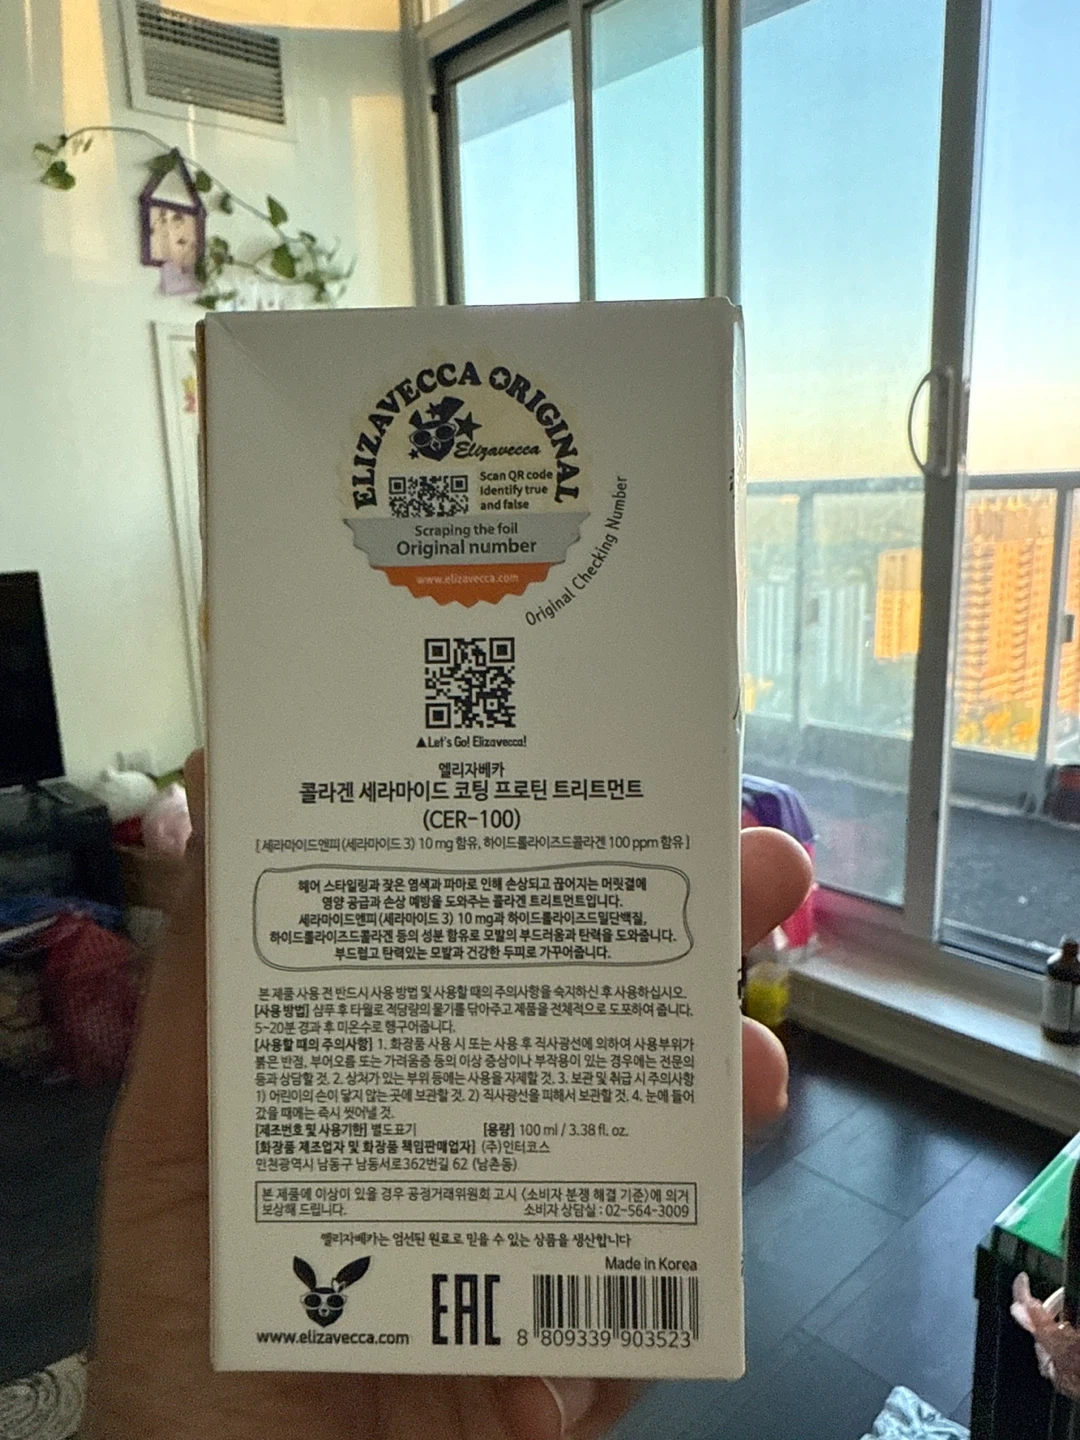 ELIZAVECCA ORIGINAL
Elizavecca
Scan QR code
Identify true
and false
Scraping the foil
Original number
www.elizavecca.com
Original Checking Number
▲Let's Go! Elizavecca!
엘리자베카
콜라겐 세라마이드 코팅 프로틴 트리트먼트
(CER-100)
[세라마이드엔피(세라마이드 3) 10 mg 함유, 하이드롤라이즈드콜라겐 100 ppm 함유]
헤어 스타일링과 잦은 염색과 파마로 인해 손상되고 끊어지는 머릿결에
영양 공급과 손상 예방을 도와주는 콜라겐 트리트먼트입니다.
세라마이드엔피(세라마이드 3) 10 mg과 하이드롤라이즈드밀단백질,
하이드롤라이즈드콜라겐 등의 성분 함유로 모발의 부드러움과 탄력을 도와줍니다.
부드럽고 탄력있는 모발과 건강한 두피로 가꾸어줍니다.
본 제품 사용 전 반드시 사용 방법 및 사용할 때의 주의사항을 숙지하신 후 사용하십시오.
[사용 방법] 샴푸 후 타월로 적당량의 물기를 닦아주고 제품을 전체적으로 도포하여 줍니다.
5~20분 경과 후 미온수로 헹구어줍니다.
[사용할 때의 주의사항] 1. 화장품 사용 시 또는 사용 후 직사광선에 의하여 사용부위가
붉은 반점, 부어오름 또는 가려움증 등의 이상 증상이나 부작용이 있는 경우에는 전문의
등과 상담할 것. 2. 상처가 있는 부위 등에는 사용을 자제할 것. 3. 보관 및 취급 시 주의사항
1) 어린이의 손이 닿지 않는 곳에 보관할 것. 2) 직사광선을 피해서 보관할 것. 4. 눈에 들어
갔을 때에는 즉시 씻어낼 것.
[제조번호 및 사용기한] 별도표기 [용량] 100 ml / 3.38 fl. oz.
[화장품 제조업자 및 화장품 책임판매업자] (주)인터코스
인천광역시 남동구 남동서로362번길 62 (남촌동)
본 제품에 이상이 있을 경우 공정거래위원회 고시 〈소비자 분쟁 해결 기준〉에 의거
보상해 드립니다. 소비자 상담실 : 02-564-3009
엘리자베카는 엄선된 원료로 믿을 수 있는 상품을 생산합니다
Made in Korea
www.elizavecca.com
EAC
8 809339 903523